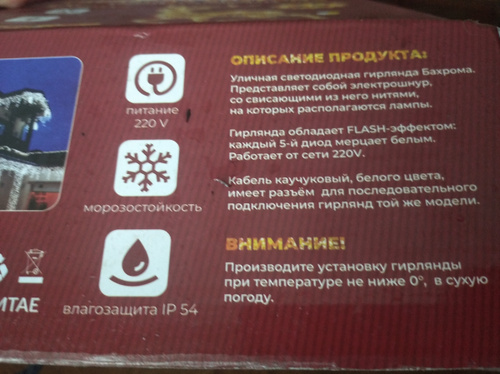 ОПИСАНИЕ ПРОДУКТА:
Уличная светодиодная гирлянда Бахрома.
Представляет собой электрошнур,
со свисающими из него нитями,
на которых располагаются лампы.
Гирлянда обладает FLASH-эффектом:
каждый 5-й диод мерцает белым.
Работает от сети 220V.
Кабель каучуковый, белого цвета,
имеет разъём для последовательного
подключения гирлянд той же модели.
ВНИМАНИЕ!
Производите установку гирлянды
при температуре не ниже 0°, в сухую
погоду.
питание
220 V
морозостойкость
влагозащита IP 54